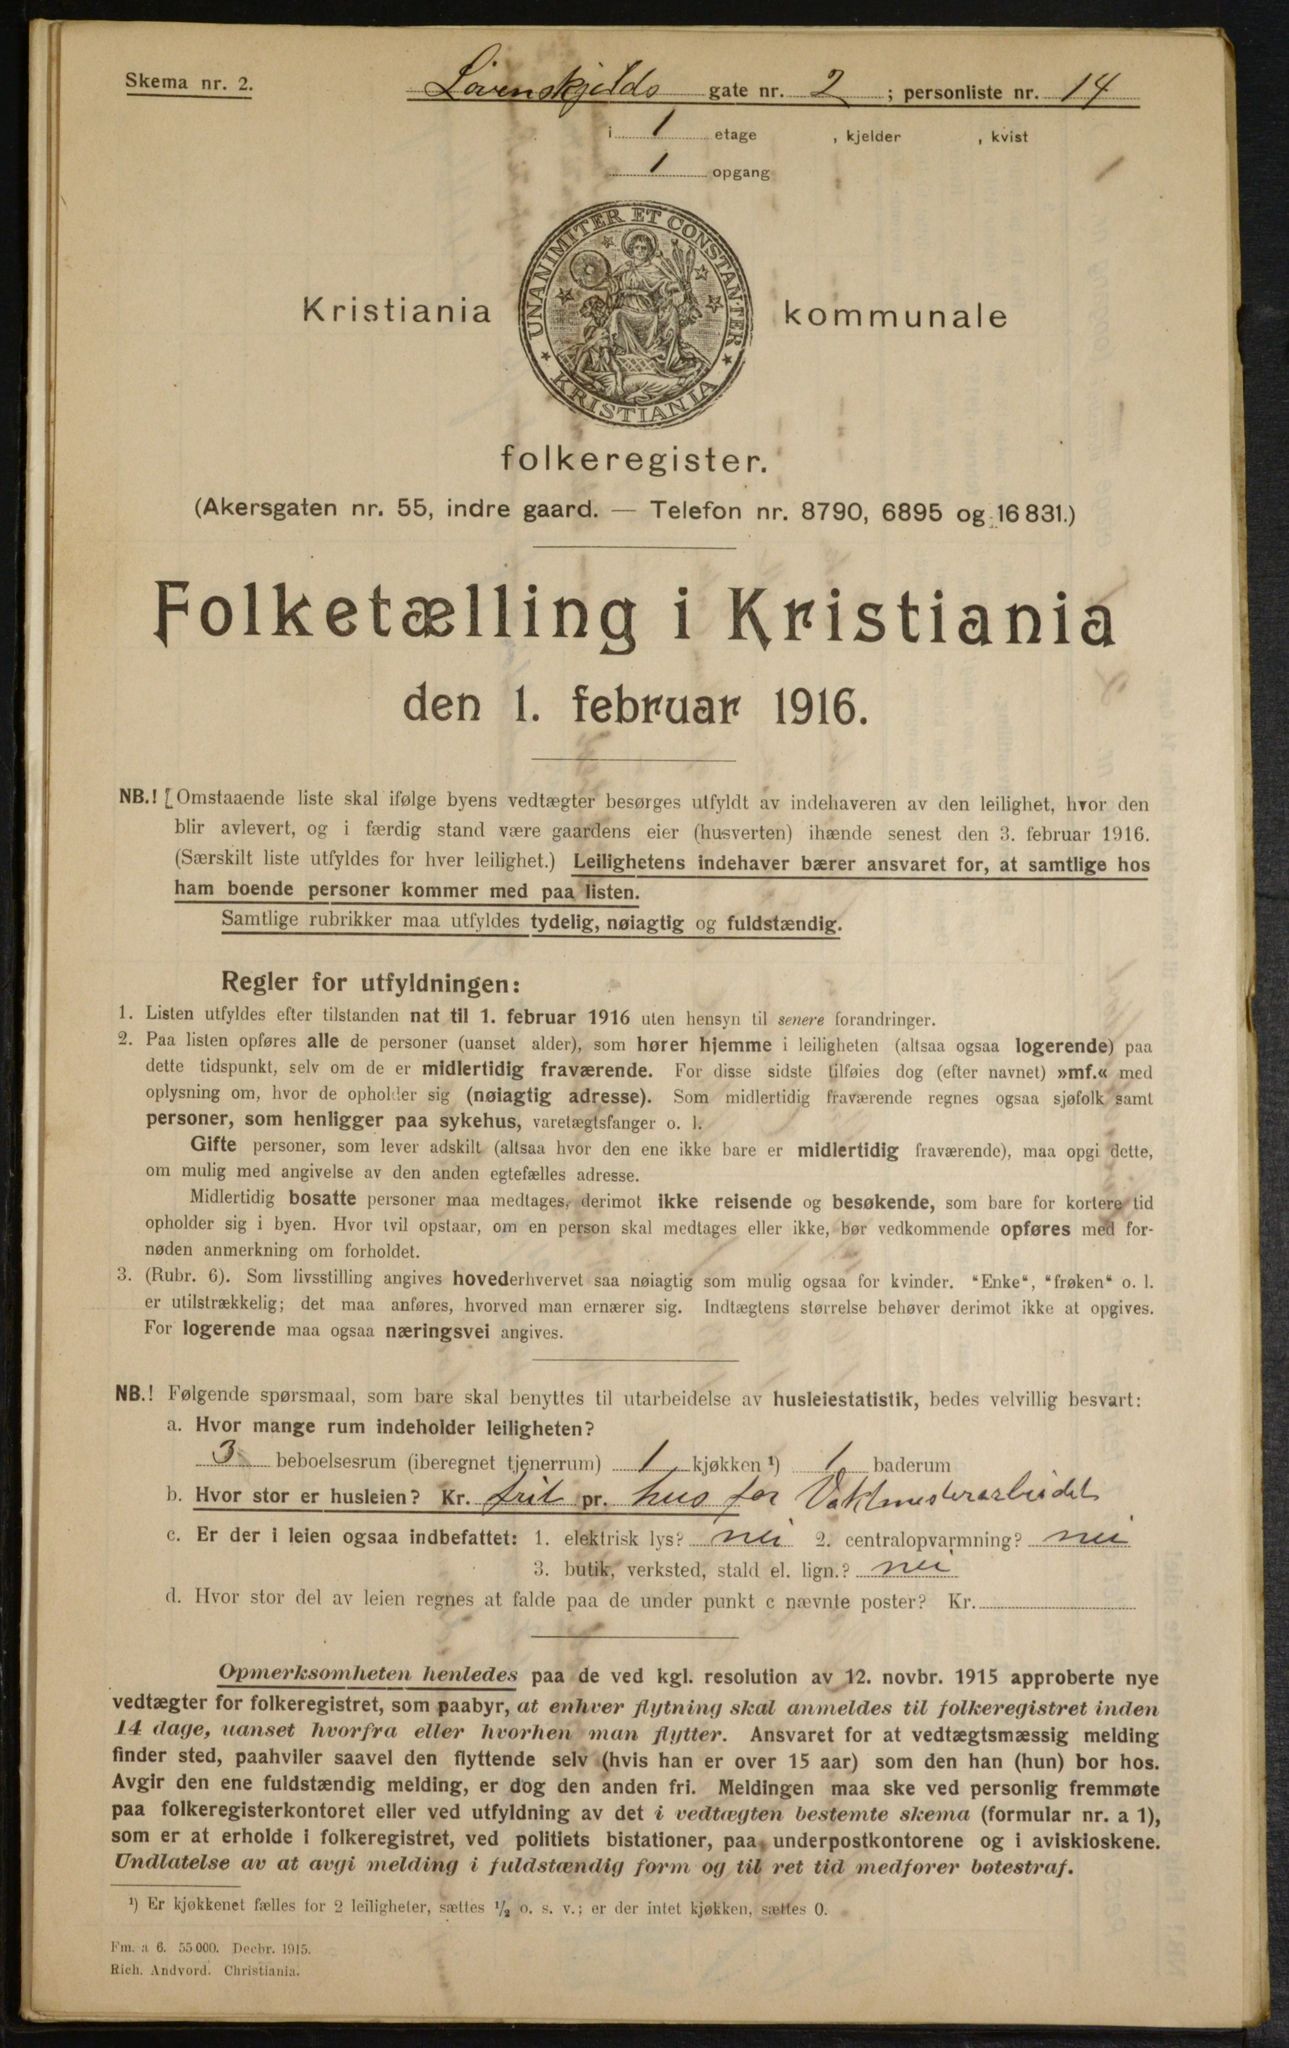 Skema nr. 2.
Løvenskjolds gate nr. 2 ; personliste nr. 14
i 1 etage , kjelder , kvist
1 opgang
UNANIMITER ET CONSTANTER
KRISTIANIA
Kristiania kommunale
folkeregister.
(Akersgaten nr. 55, indre gaard. — Telefon nr. 8790, 6895 og 16831.)
Folketælling i Kristiania
den 1. februar 1916.
NB.! [Omstaaende liste skal ifølge byens vedtægter besørges utfyldt av indehaveren av den leilighet, hvor den
blir avlevert, og i færdig stand være gaardens eier (husverten) ihænde senest den 3. februar 1916.
(Særskilt liste utfyldes for hver leilighet.) Leilighetens indehaver bærer ansvaret for, at samtlige hos
ham boende personer kommer med paa listen.
Samtlige rubrikker maa utfyldes tydelig, nøiagtig og fuldstændig.
Regler for utfyldningen:
1. Listen utfyldes efter tilstanden nat til 1. februar 1916 uten hensyn til senere forandringer.
2. Paa listen opføres alle de personer (uanset alder), som hører hjemme i leiligheten (altsaa ogsaa logerende) paa
dette tidspunkt, selv om de er midlertidig fraværende. For disse sidste tilføies dog (efter navnet) »mf.« med
oplysning om, hvor de opholder sig (nøiagtig adresse). Som midlertidig fraværende regnes ogsaa sjøfolk samt
personer, som henligger paa sykehus, varetægtsfanger o. l.
Gifte personer, som lever adskilt (altsaa hvor den ene ikke bare er midlertidig fraværende), maa opgi dette,
om mulig med angivelse av den anden egtefælles adresse.
Midlertidig bosatte personer maa medtages, derimot ikke reisende og besøkende, som bare for kortere tid
opholder sig i byen. Hvor tvil opstaar, om en person skal medtages eller ikke, bør vedkommende opføres med for-
nøden anmerkning om forholdet.
3. (Rubr. 6). Som livsstilling angives hovederhvervet saa nøiagtig som mulig ogsaa for kvinder. "Enke", "frøken" o. l.
er utilstrækkelig; det maa anføres, hvorved man ernærer sig. Indtægtens størrelse behøver derimot ikke at opgives.
For logerende maa ogsaa næringsvei angives.
NB.! Følgende spørsmaal, som bare skal benyttes til utarbeidelse av husleiestatistik, bedes velvillig besvart:
a. Hvor mange rum indeholder leiligheten?
3 beboelsesrum (iberegnet tjenerrum) 1 kjøkken ¹) 1 baderum
b. Hvor stor er husleien? Kr. frit pr. hus for Vaktmesterarbeidet
c. Er der i leien ogsaa indbefattet: 1. elektrisk lys? nei 2. centralopvarmning? nei
3. butik, verksted, stald el. lign.? nei
d. Hvor stor del av leien regnes at falde paa de under punkt c nævnte poster? Kr.
Opmerksomheten henledes paa de ved kgl. resolution av 12. novbr. 1915 approberte nye
vedtægter for folkeregistret, som paabyr, at enhver flytning skal anmeldes til folkeregistret inden
14 dage, uanset hvorfra eller hvorhen man flytter. Ansvaret for at vedtægtsmæssig melding
finder sted, paahviler saavel den flyttende selv (hvis han er over 15 aar) som den han (hun) bor hos.
Avgir den ene fuldstændig melding, er dog den anden fri. Meldingen maa ske ved personlig fremmøte
paa folkeregisterkontoret eller ved utfyldning av det i vedtægten bestemte skema (formular nr. a 1),
som er at erholde i folkeregistret, ved politiets bistationer, paa underpostkontorene og i aviskioskene.
Undlatelse av at avgi melding i fuldstændig form og til ret tid medfører bøtestraf.
¹) Er kjøkkenet fælles for 2 leiligheter, sættes ½ o. s. v.; er der intet kjøkken, sættes 0.
Fm. a 6. 55000. Decbr. 1915.
Rich. Andvord. Christiania.